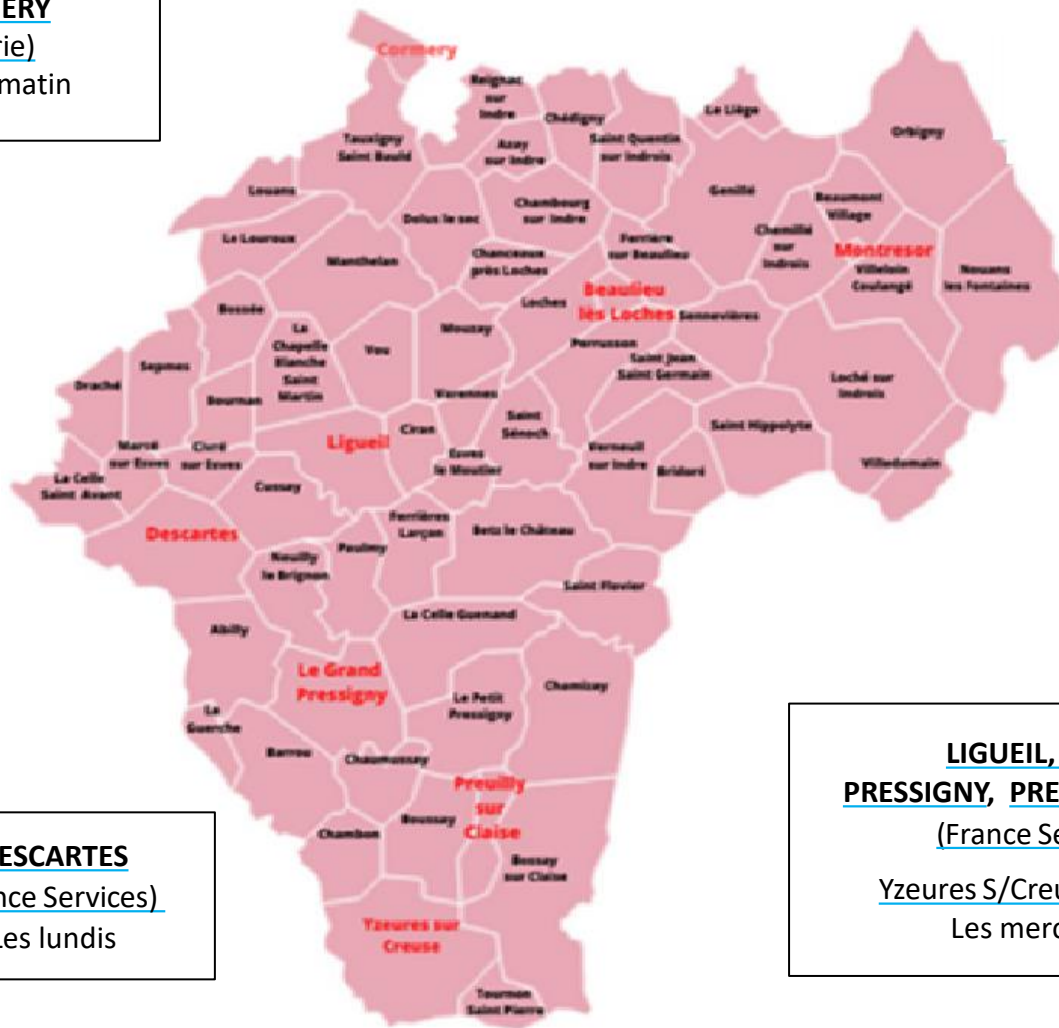 ERY
rie)
matin
Cormery
Reignac
sur
Indre
Chédigny
Le Liège
Orbigny
Tauxigny
Saint Bauld
Azay
sur Indre
Saint Quentin
sur Indrois
Louans
Dolus le sec
Chambourg
sur Indre
Genillé
Beaumont
Village
Le Louroux
Manthelan
Chanceaux
près Loches
Ferrière
sur Beaulieu
Chemillé
sur
Indrois
Montresor
Villeloin
Coulangé
Nouans
les Fontaines
Bossée
La
Chapelle
Blanche
Saint
Martin
Vou
Mouzay
Loches
Beaulieu
lès Loches
Sennevières
Perrusson
Saint Jean
Saint Germain
Draché
Sepmes
Bournan
Varennes
Loché sur
Indrois
Marcé
sur Esves
Civré
sur Esves
Ligueil
Ciran
Esves
le Moutier
Saint
Sénoch
Verneuil
sur Indre
Bridoré
Saint Hippolyte
Villedomain
La Celle
Saint Avant
Cussay
Descartes
Ferrières
Larçon
Betz le Château
Neuilly
le Brignon
Paulmy
Saint Flovier
Abilly
La Celle Guenand
Le Grand
Pressigny
Le Petit
Pressigny
Chamizay
La
Guerche
Barrou
Chaumussay
Preuilly
sur
Claise
Chambon
Boussay
Bossay
sur Claise
Yzeures sur
Creuse
Tournon
Saint Pierre
ESCARTES
nce Services)
Les lundis
LIGUEIL,
PRESSIGNY, PRE
(France Se
Yzeures S/Creu
Les merc